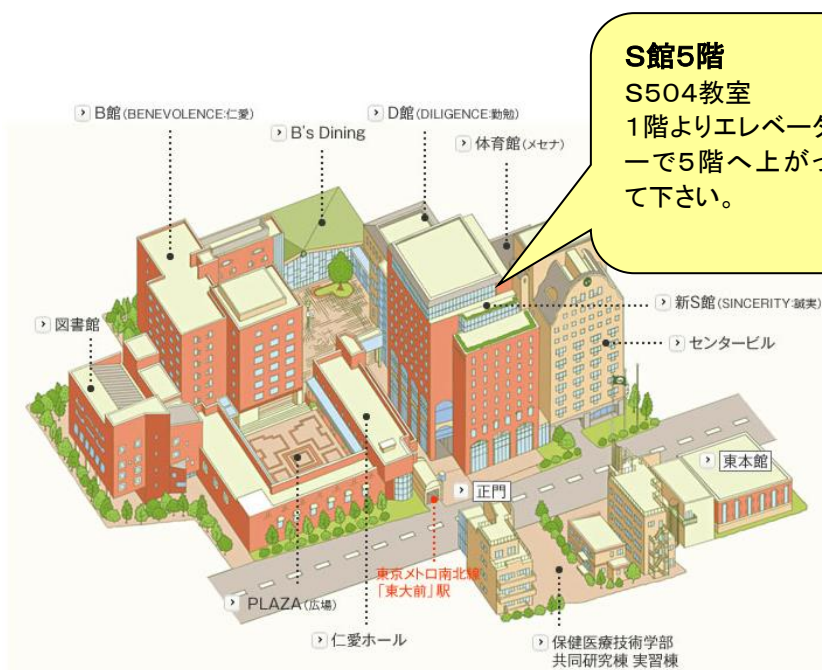 S館5階
S504教室
1階よりエレベータ
ーで5階へ上がっ
て下さい。
B館(BENEVOLENCE:仁愛)
B's Dining
D館(DILIGENCE:勤勉)
体育館(メセナ)
新S館(SINCERITY:誠実)
図書館
センタービル
東本館
正門
東京メトロ南北線
「東大前」駅
PLAZA(広場)
仁愛ホール
保健医療技術学部
共同研究棟 実習棟